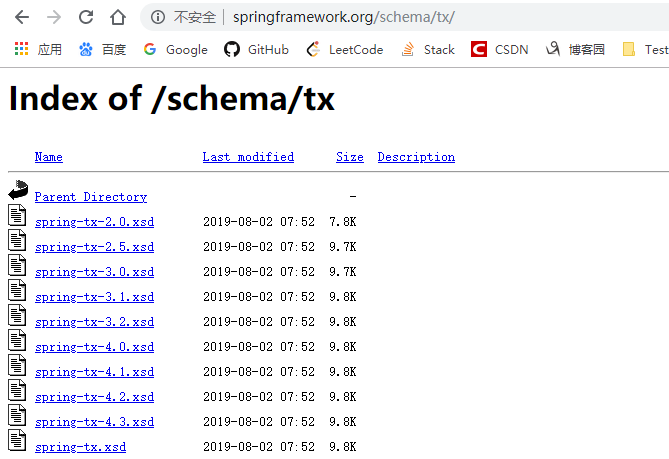 不安全 | springframework.org/schema/tx/
应用 百度 Google GitHub LeetCode Stack CSDN 博客园 Test
Index of /schema/tx
Name Last modified Size Description
Parent Directory -
spring-tx-2.0.xsd 2019-08-02 07:52 7.8K
spring-tx-2.5.xsd 2019-08-02 07:52 9.7K
spring-tx-3.0.xsd 2019-08-02 07:52 9.7K
spring-tx-3.1.xsd 2019-08-02 07:52 9.8K
spring-tx-3.2.xsd 2019-08-02 07:52 9.8K
spring-tx-4.0.xsd 2019-08-02 07:52 9.8K
spring-tx-4.1.xsd 2019-08-02 07:52 9.8K
spring-tx-4.2.xsd 2019-08-02 07:52 9.8K
spring-tx-4.3.xsd 2019-08-02 07:52 9.8K
spring-tx.xsd 2019-08-02 07:52 9.8K